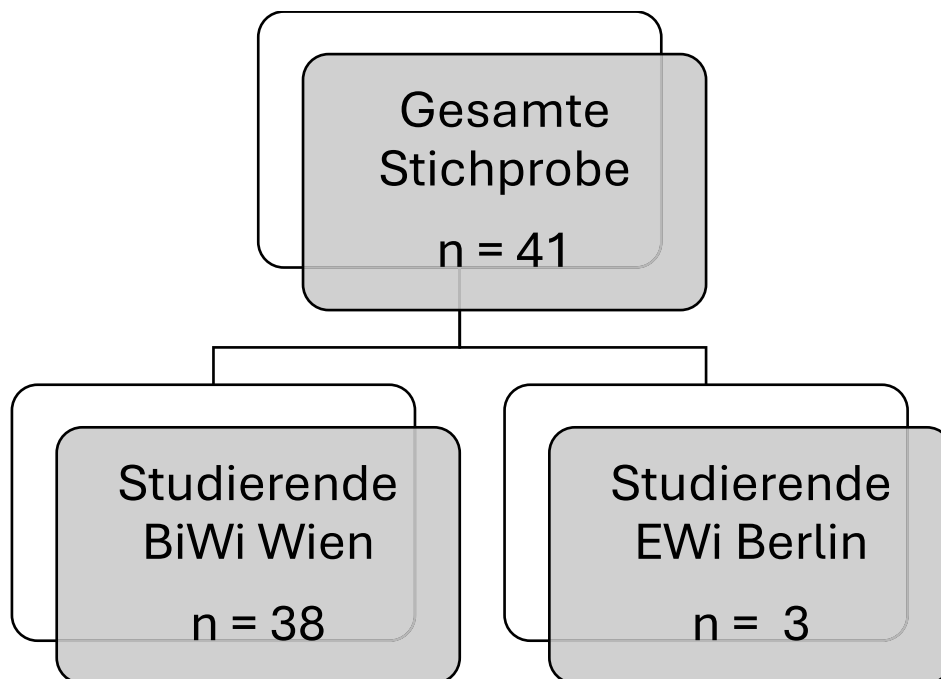 Gesamte
Stichprobe
n = 41
Studierende
BiWi Wien
n = 38
Studierende
EWi Berlin
n =  3